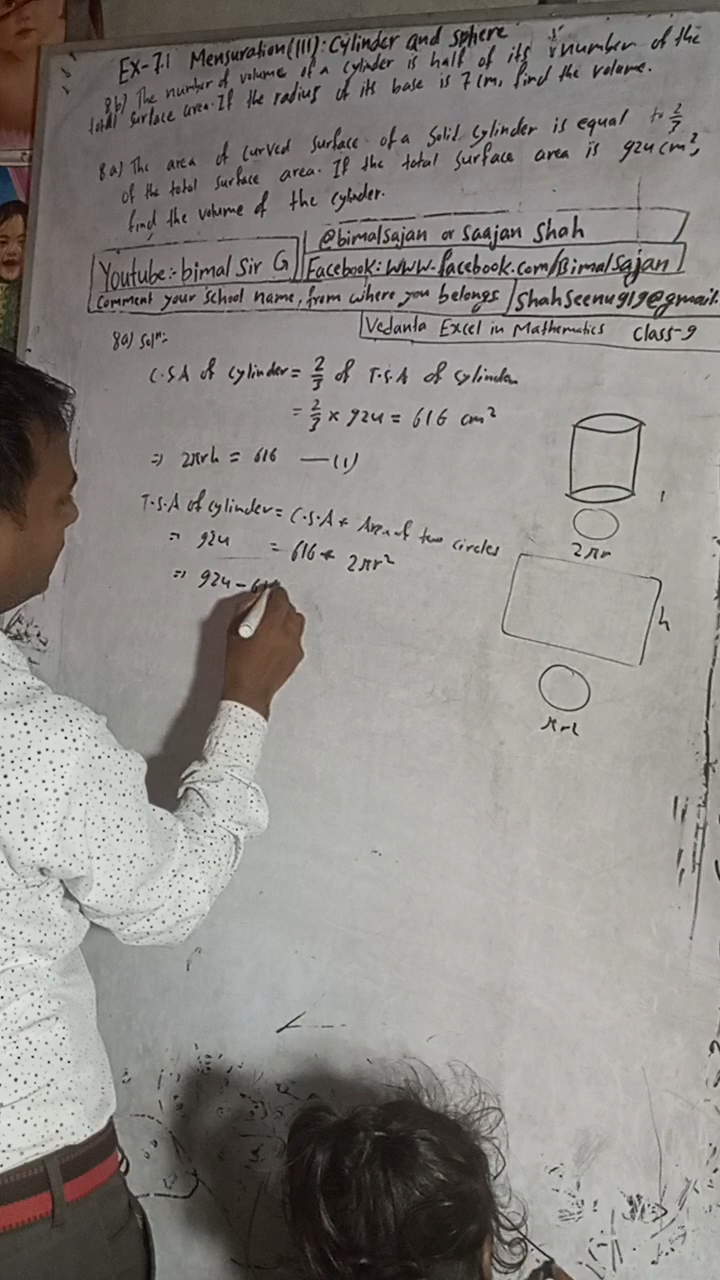 Ex-7.1 Mensuration(III): Cylinder and sphere
8b) The number of volume of a cylinder is half of its number of the
total surface area. If the radius of its base is 7cm, find the volume.
8a) The area of curved surface of a solid cylinder is equal to 2/3
of the total surface area. If the total surface area is 924 cm²,
find the volume of the cylinder.
@bimalsajan or Saajan Shah
Youtube:- bimal Sir G
Facebook: www.facebook.com/Bimalsajan
Comment your School name, from where you belongs
Shahseenu919@gmail.
Vedanta Excel in Mathematics Class-9
8a) Solⁿ:
C.S.A of cylinder = 2/3 of T.S.A of cylinder
= 2/3 × 924 = 616 cm²
⇒ 2πrh = 616 —(1)
T.S.A of cylinder = C.S.A + Area of two circles
⇒ 924 = 616 + 2πr²
⇒ 924 - 616
2πr
h